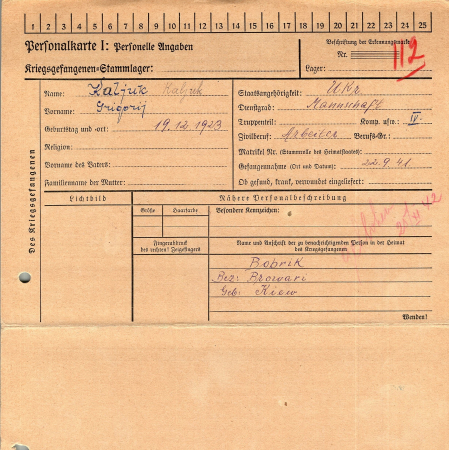 1 2 3 4 5 6 7 8 9 10 11 12 13 14 15 16 17 18 19 20 21 22 23 24 25
Personalkarte I: Personelle Angaben
Kriegsgefangenen-Stammlager:
Beschriftung der Erkennungsmarke
Nr. 112
Lager:
Des Kriegsgefangenen
Name: Kaljuk Kaljuk
Vorname: Grigorij
Geburtstag und -ort: 19.12.1923
Religion:
Vorname des Vaters:
Familienname der Mutter:
Staatsangehörigkeit: Ukr
Dienstgrad: Mannschaft
Truppenteil: Komp. usw.: IV.
Zivilberuf: Arbeiter Berufs-Gr.:
Matrikel Nr. (Stammrolle des Heimatstaates):
Gefangennahme (Ort und Datum): 22.9.41.
Ob gesund, krank, verwundet eingeliefert:
Lichtbild
Nähere Personalbeschreibung
Größe
Haarfarbe
Besondere Kennzeichen:
Fingerabdruck
des rechten! Zeigefingers
Name und Anschrift der zu benachrichtigenden Person in der Heimat
des Kriegsgefangenen
Bobrik
Bez: Browari
Geb: Kiew
Wenden!